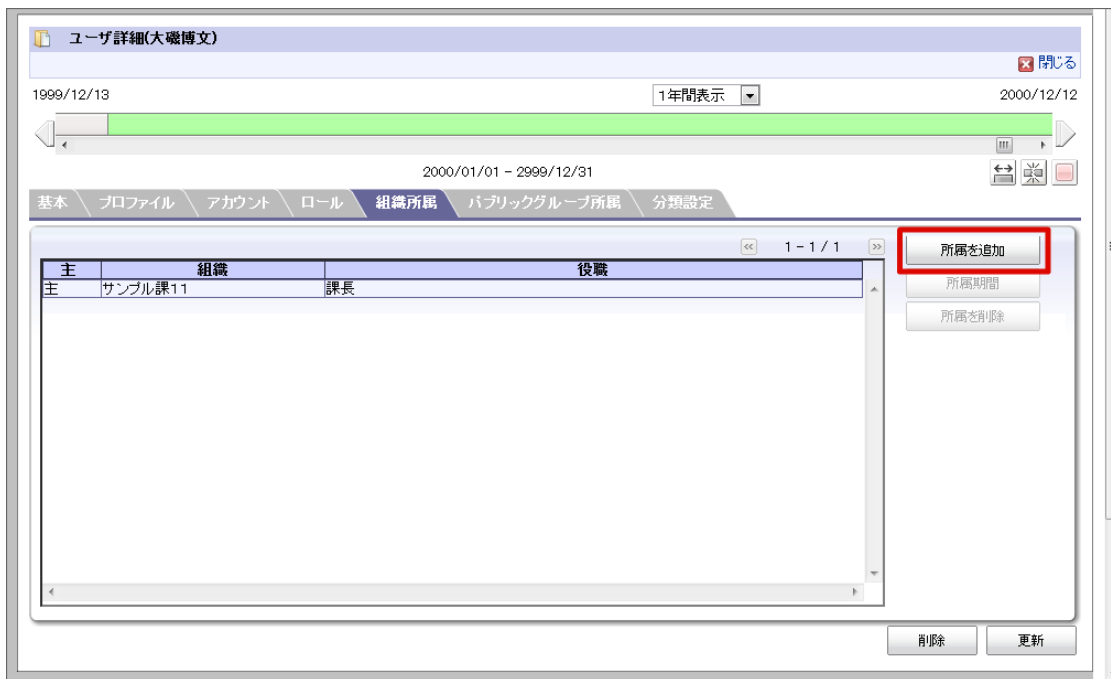 ユーザ詳細(大磯博文)
閉じる
1999/12/13 1年間表示 2000/12/12
2000/01/01 - 2999/12/31
基本 プロファイル アカウント ロール 組織所属 パブリックグループ所属 分類設定
1 - 1 / 1 所属を追加
主 組織 役職
主 サンプル課11 課長
所属期間
所属を削除
削除 更新